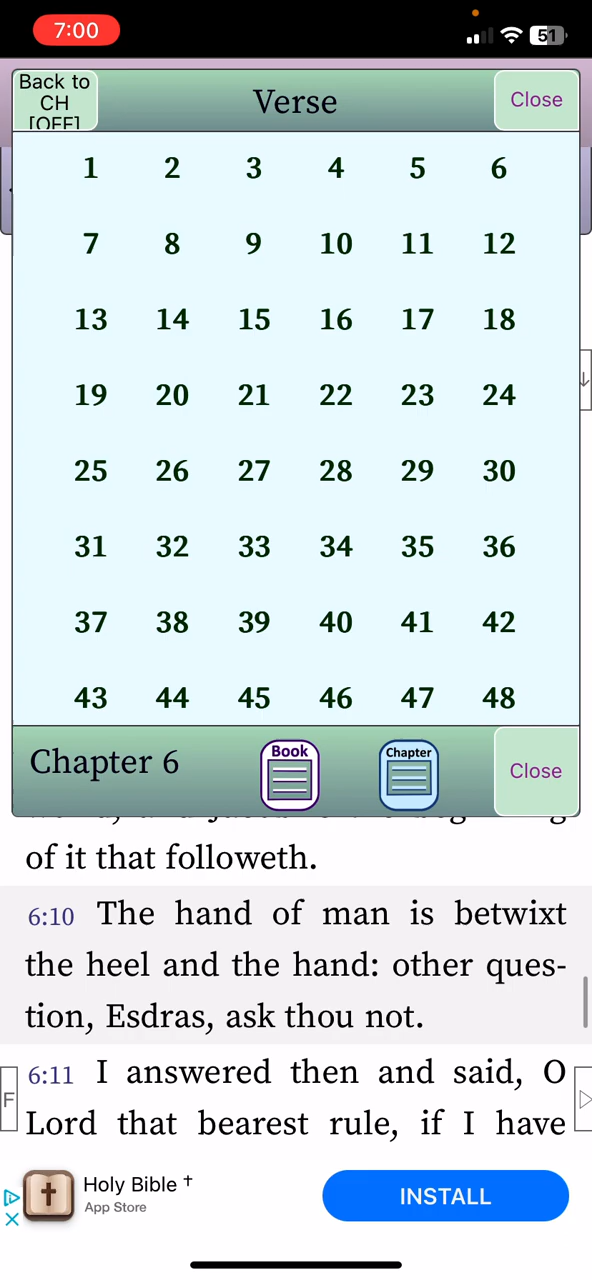 7:00
51
Back to
CH
[OFF]
Verse
Close
1 2 3 4 5 6
7 8 9 10 11 12
13 14 15 16 17 18
19 20 21 22 23 24
25 26 27 28 29 30
31 32 33 34 35 36
37 38 39 40 41 42
43 44 45 46 47 48
Chapter 6
Book
Chapter
Close
of it that followeth.
6:10 The hand of man is betwixt
the heel and the hand: other ques-
tion, Esdras, ask thou not.
6:11 I answered then and said, O
F
Lord that bearest rule, if I have
Holy Bible †
App Store
INSTALL